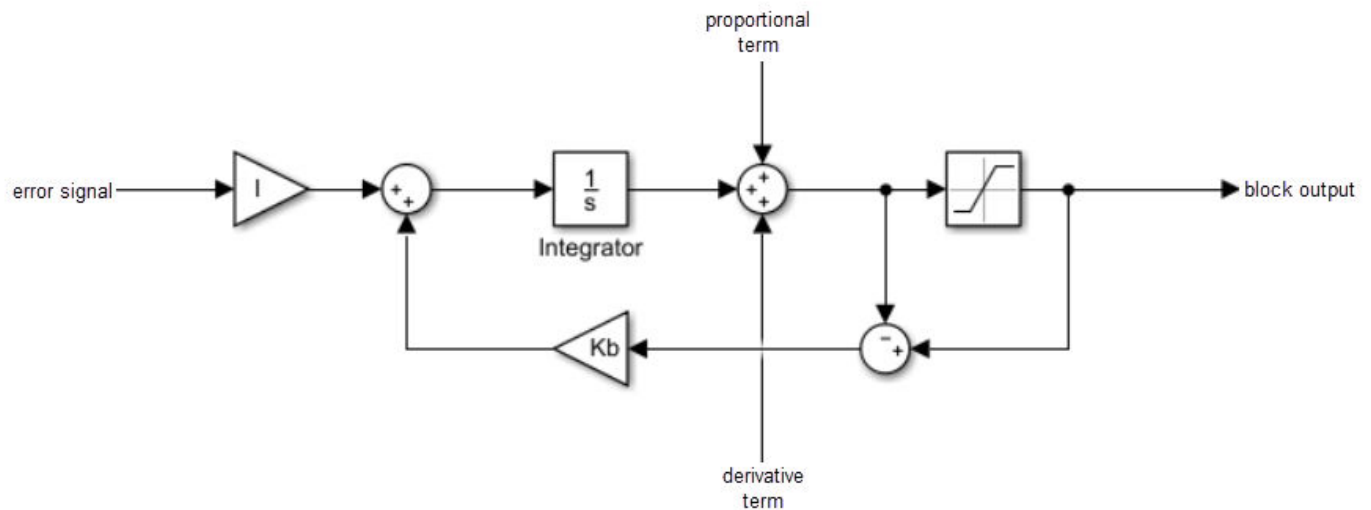 proportional
term
error signal
I
+
+
1
s
Integrator
+
+
+
block output
Kb
-
+
derivative
term